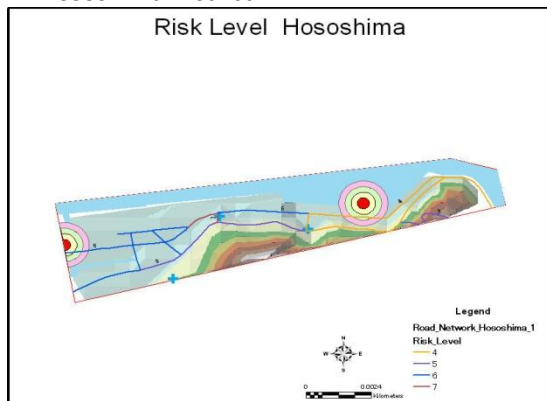 Risk Level Hososhima
Legend
Road_Network_Hososhima_1
Risk_Level
4
5
6
7
N
W E
S
0 0.0024
Kilometers